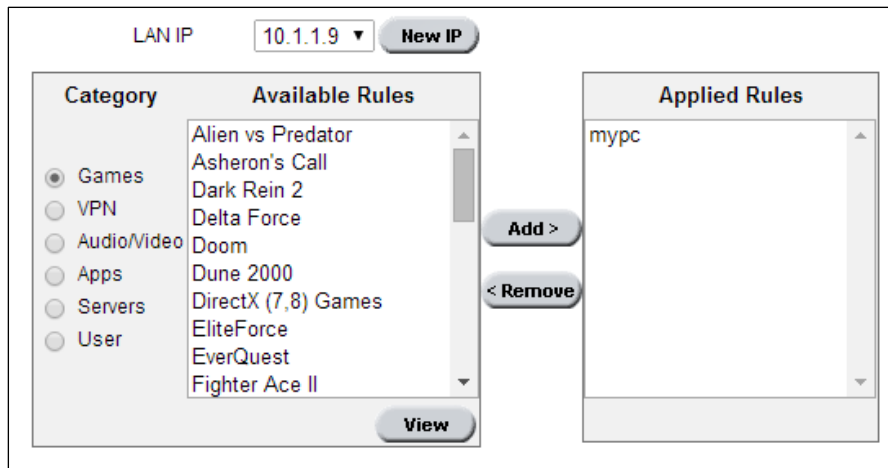 LAN IP 10.1.1.9 New IP
Category Available Rules
Games
VPN
Audio/Video
Apps
Servers
User
Alien vs Predator
Asheron's Call
Dark Rein 2
Delta Force
Doom
Dune 2000
DirectX (7,8) Games
EliteForce
EverQuest
Fighter Ace II
View
Add >
< Remove
Applied Rules
mypc